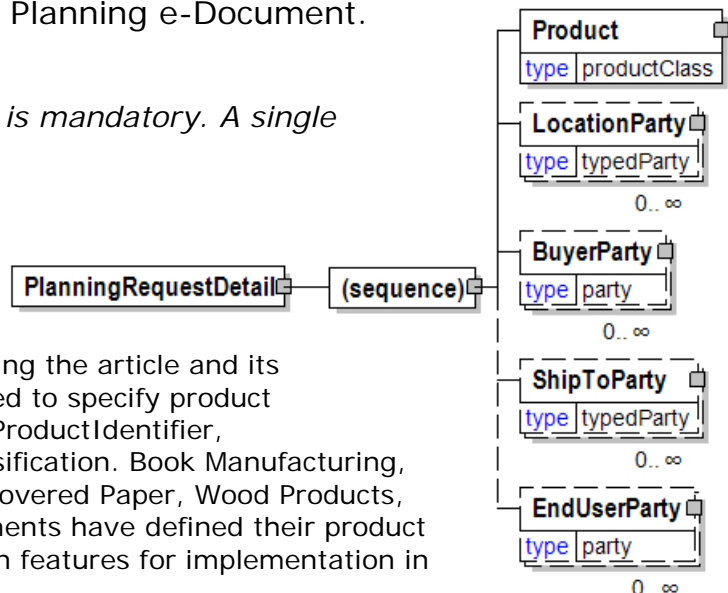 Planning e-Document.
is mandatory. A single
ing the article and its
ed to specify product
ProductIdentifier,
sification. Book Manufacturing,
overed Paper, Wood Products,
nents have defined their product
n features for implementation in
PlanningRequestDetail
(sequence)
Product
type productClass
LocationParty
type typedParty
0.. ∞
BuyerParty
type party
0.. ∞
ShipToParty
type typedParty
0.. ∞
EndUserParty
type party
0.. ∞